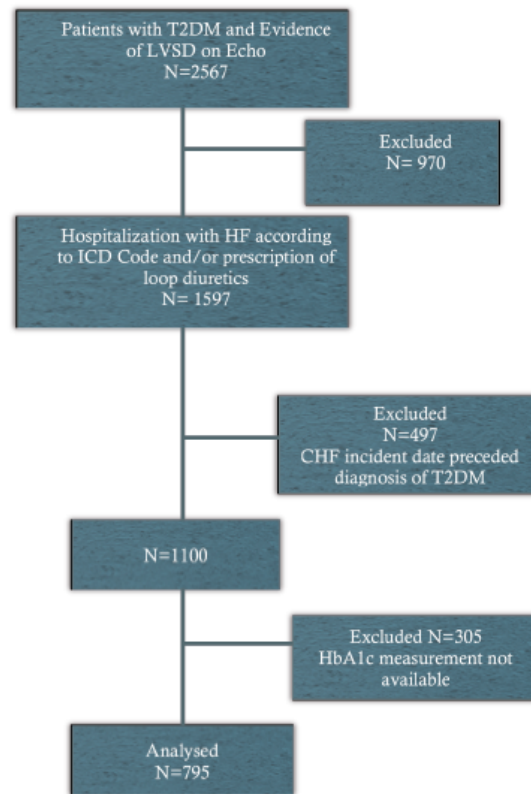 Patients with T2DM and Evidence
of LVSD on Echo
N=2567
Excluded
N= 970
Hospitalization with HF according
to ICD Code and/or prescription of
loop diuretics
N= 1597
Excluded
N=497
CHF incident date preceded
diagnosis of T2DM
N=1100
Excluded N=305
HbA1c measurement not
available
Analysed
N=795